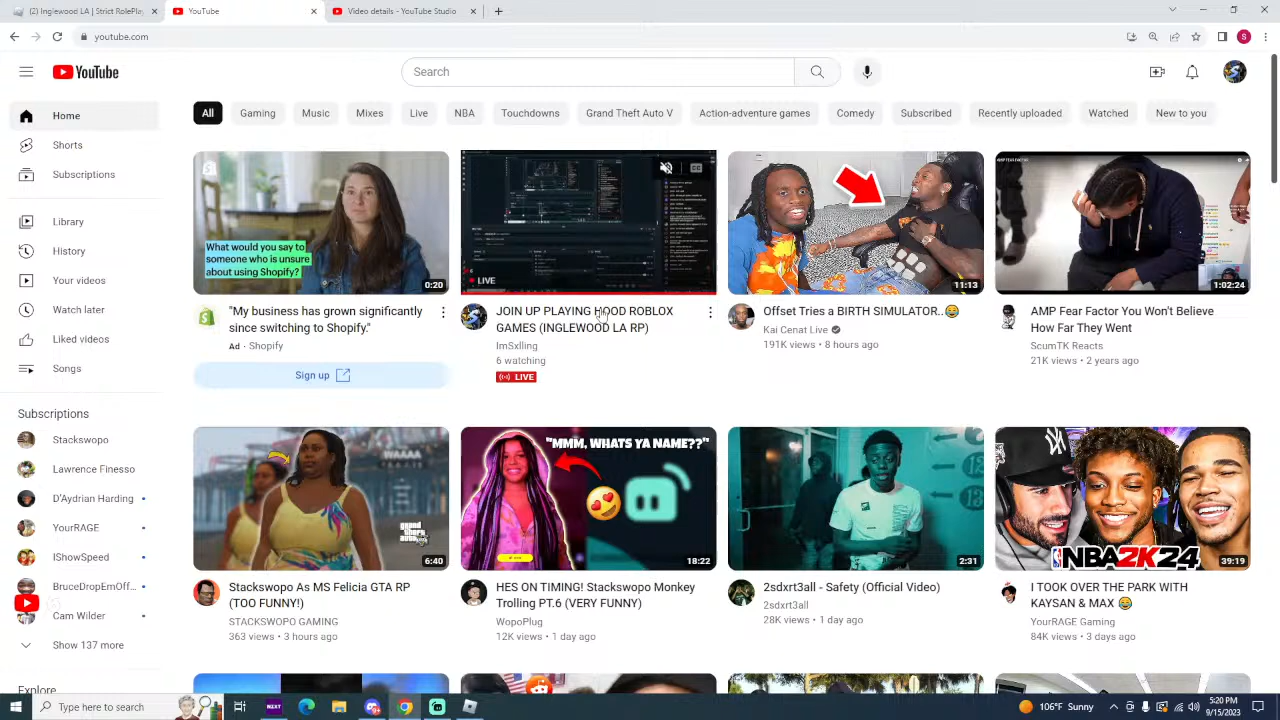 (2) Inglewood LA | Strict RolePlay
YouTube
Video details - YouTube Studio
youtube.com
S
YouTube
Search
All
Gaming
Music
Mixes
Live
NBA
Touchdowns
Grand Theft Auto V
Action-adventure games
Comedy
Subscribed
Recently uploaded
Watched
New to you
Home
Shorts
Subscriptions
Library
History
Your videos
Watch later
Liked videos
Songs
Subscriptions
Stackswopo
Lawrence Finesso
D'Aydrian Harding
YourRAGE
IShowSpeed
BruceDropEmOff...
Cam Wilder
Show 137 more
Explore
What would you say to
someone who is unsure
about using Shopify?
0:20
"My business has grown significantly
since switching to Shopify."
Ad · Shopify
Sign up
LIVE
JOIN UP PLAYING HOOD ROBLOX
GAMES (INGLEWOOD LA RP)
ImSxlling
6 watching
LIVE
11:13
Offset Tries a BIRTH SIMULATOR..😂
Kai Cenat Live
191K views • 8 hours ago
AMP FEAR FACTOR
1:02:24
AMP Fear Factor You Won't Believe
How Far They Went
ScumTK Reacts
21K views • 2 years ago
grand
theft
auto
6:40
Stackswopo As MS Felicia GTA RP
(TOO FUNNY!)
STACKSWOPO GAMING
363 views • 3 hours ago
"MMM, WHATS YA NAME??"
18:22
HES ON TIMING! Stackswopo Monkey
Trolling PT.6 (VERY FUNNY)
WopoPlug
12K views • 1 day ago
2:31
2sdxrt3all - Safety (Official Video)
2sdxrt3all
28K views • 1 day ago
NBA2K24
39:19
I TOOK OVER THE PARK WITH
KAYSAN & MAX 😂
YourRAGE Gaming
84K views • 3 days ago
Type here to search
106°F Sunny
5:20 PM
9/15/2023